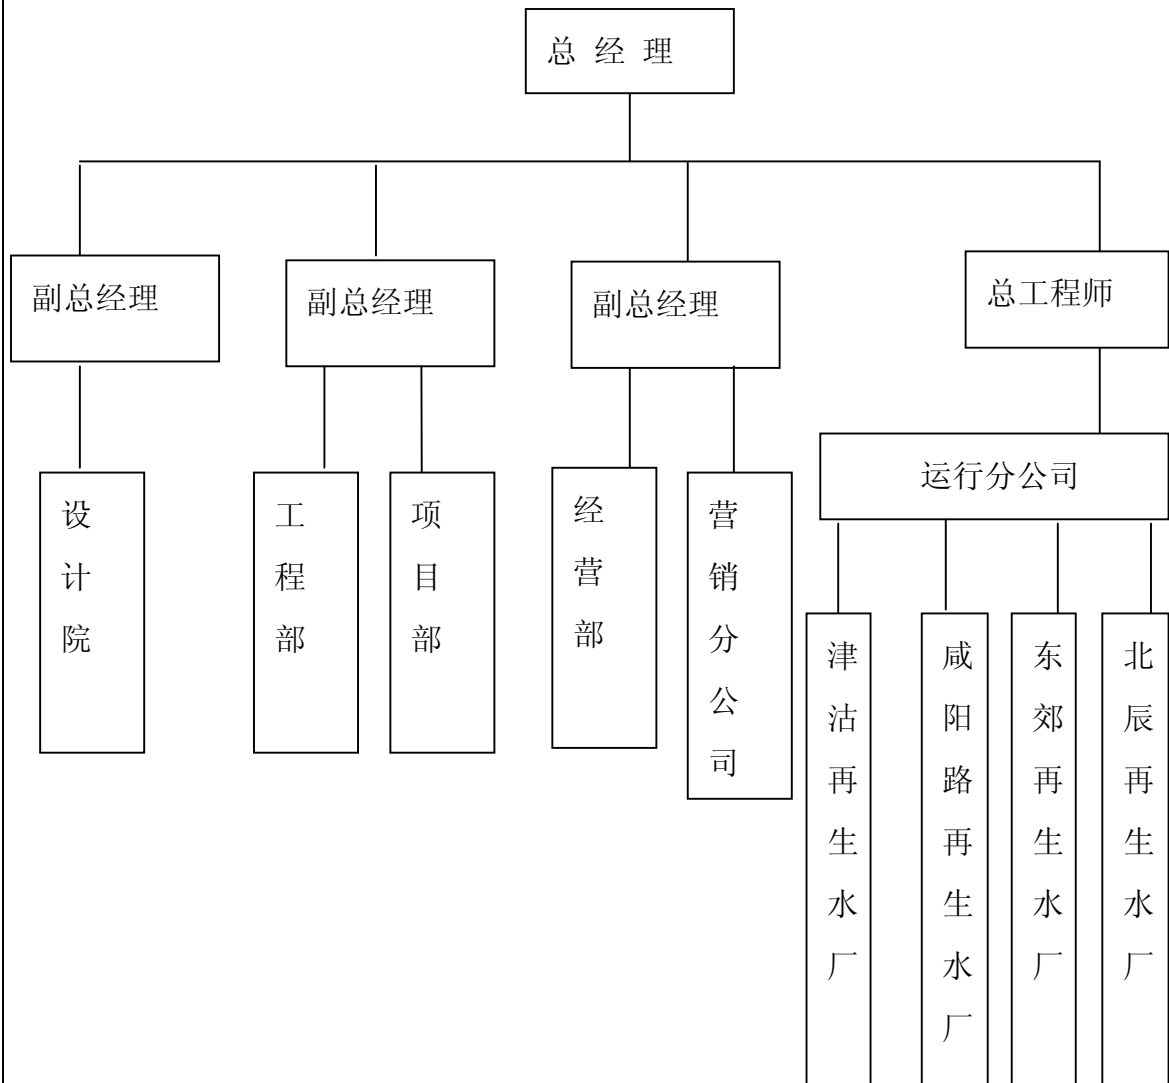 总 经 理
副总经理
副总经理
副总经理
总工程师
运行分公司
设计院
工程部
项目部
经营部
营销分公司
津沽再生水厂
咸阳路再生水厂
东郊再生水厂
北辰再生水厂